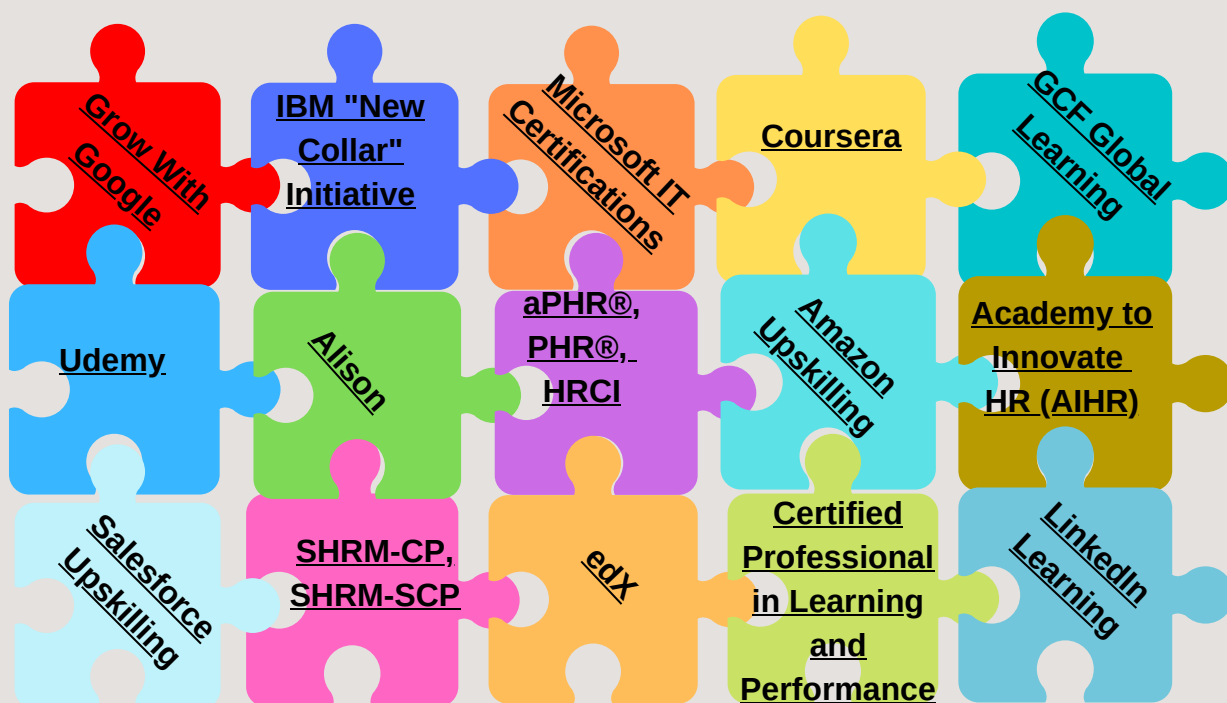 Grow With
Google
IBM "New
Collar"
Initiative
Microsoft IT
Certifications
Coursera
GCF Global
Learning
Udemy
Alison
aPHR®,
PHR®,
HRCI
Amazon
Upskilling
Academy to
Innovate
HR (AIHR)
Salesforce
Upskilling
SHRM-CP,
SHRM-SCP
edX
Certified
Professional
in Learning
and
Performance
LinkedIn
Learning